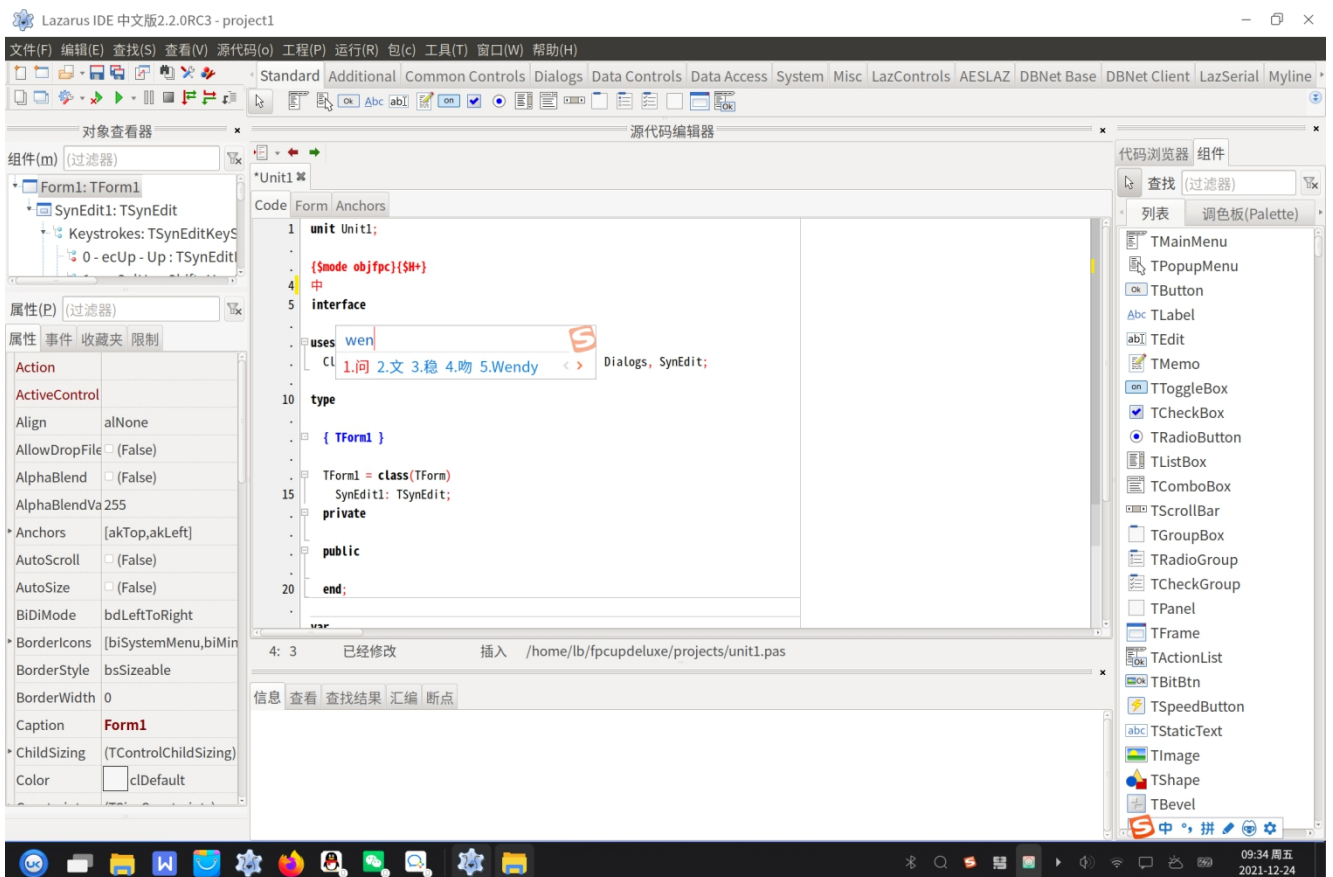 Lazarus IDE 中文版2.2.0RC3 - project1
文件(F) 编辑(E) 查找(S) 查看(V) 源代码(o) 工程(P) 运行(R) 包(c) 工具(T) 窗口(W) 帮助(H)
Standard Additional Common Controls Dialogs Data Controls Data Access System Misc LazControls AESLAZ DBNet Base DBNet Client LazSerial Myline
对象查看器
组件(m) (过滤器)
Form1: TForm1
SynEdit1: TSynEdit
Keystrokes: TSynEditKeyS
0 - ecUp - Up : TSynEditI
属性(P) (过滤器)
属性 事件 收藏夹 限制
Action
ActiveControl
Align alNone
AllowDropFile (False)
AlphaBlend (False)
AlphaBlendVa 255
Anchors [akTop,akLeft]
AutoScroll (False)
AutoSize (False)
BiDiMode bdLeftToRight
BorderIcons [biSystemMenu,biMin
BorderStyle bsSizeable
BorderWidth 0
Caption Form1
ChildSizing (TControlChildSizing)
Color clDefault
源代码编辑器
*Unit1
Code Form Anchors
1 unit Unit1;
.
. {$mode objfpc}{$H+}
4 中
5 interface
.
. uses
. Cl Dialogs, SynEdit;
.
10 type
.
. { TForm1 }
.
. TForm1 = class(TForm)
15 SynEdit1: TSynEdit;
. private
.
. public
.
20 end;
.
var
wen
1.问 2.文 3.稳 4.吻 5.Wendy
4: 3 已经修改 插入 /home/lb/fpcupdeluxe/projects/unit1.pas
信息 查看 查找结果 汇编 断点
代码浏览器 组件
查找 (过滤器)
列表 调色板(Palette)
TMainMenu
TPopupMenu
TButton
TLabel
TEdit
TMemo
TToggleBox
TCheckBox
TRadioButton
TListBox
TComboBox
TScrollBar
TGroupBox
TRadioGroup
TCheckGroup
TPanel
TFrame
TActionList
TBitBtn
TSpeedButton
TStaticText
TImage
TShape
TBevel
中 拼
09:34 周五
2021-12-24